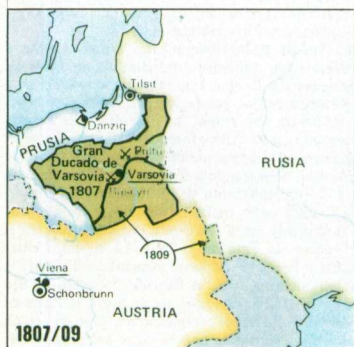 Tilsit
Danzig
PRUSIA
Gran
Ducado de
Varsovia
1807
Varsovia
RUSIA
1809
Viena
Schonbrunn
AUSTRIA
1807/09